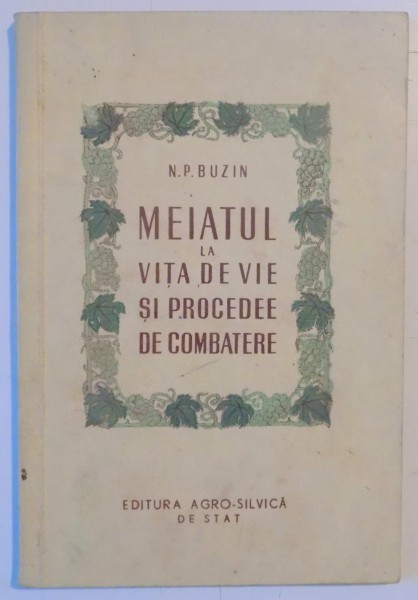 N.P. BUZIN
MEIATUL
LA
VIȚA DE VIE
ȘI PROCEDEE
DE COMBATERE
EDITURA AGRO-SILVICĂ
DE STAT